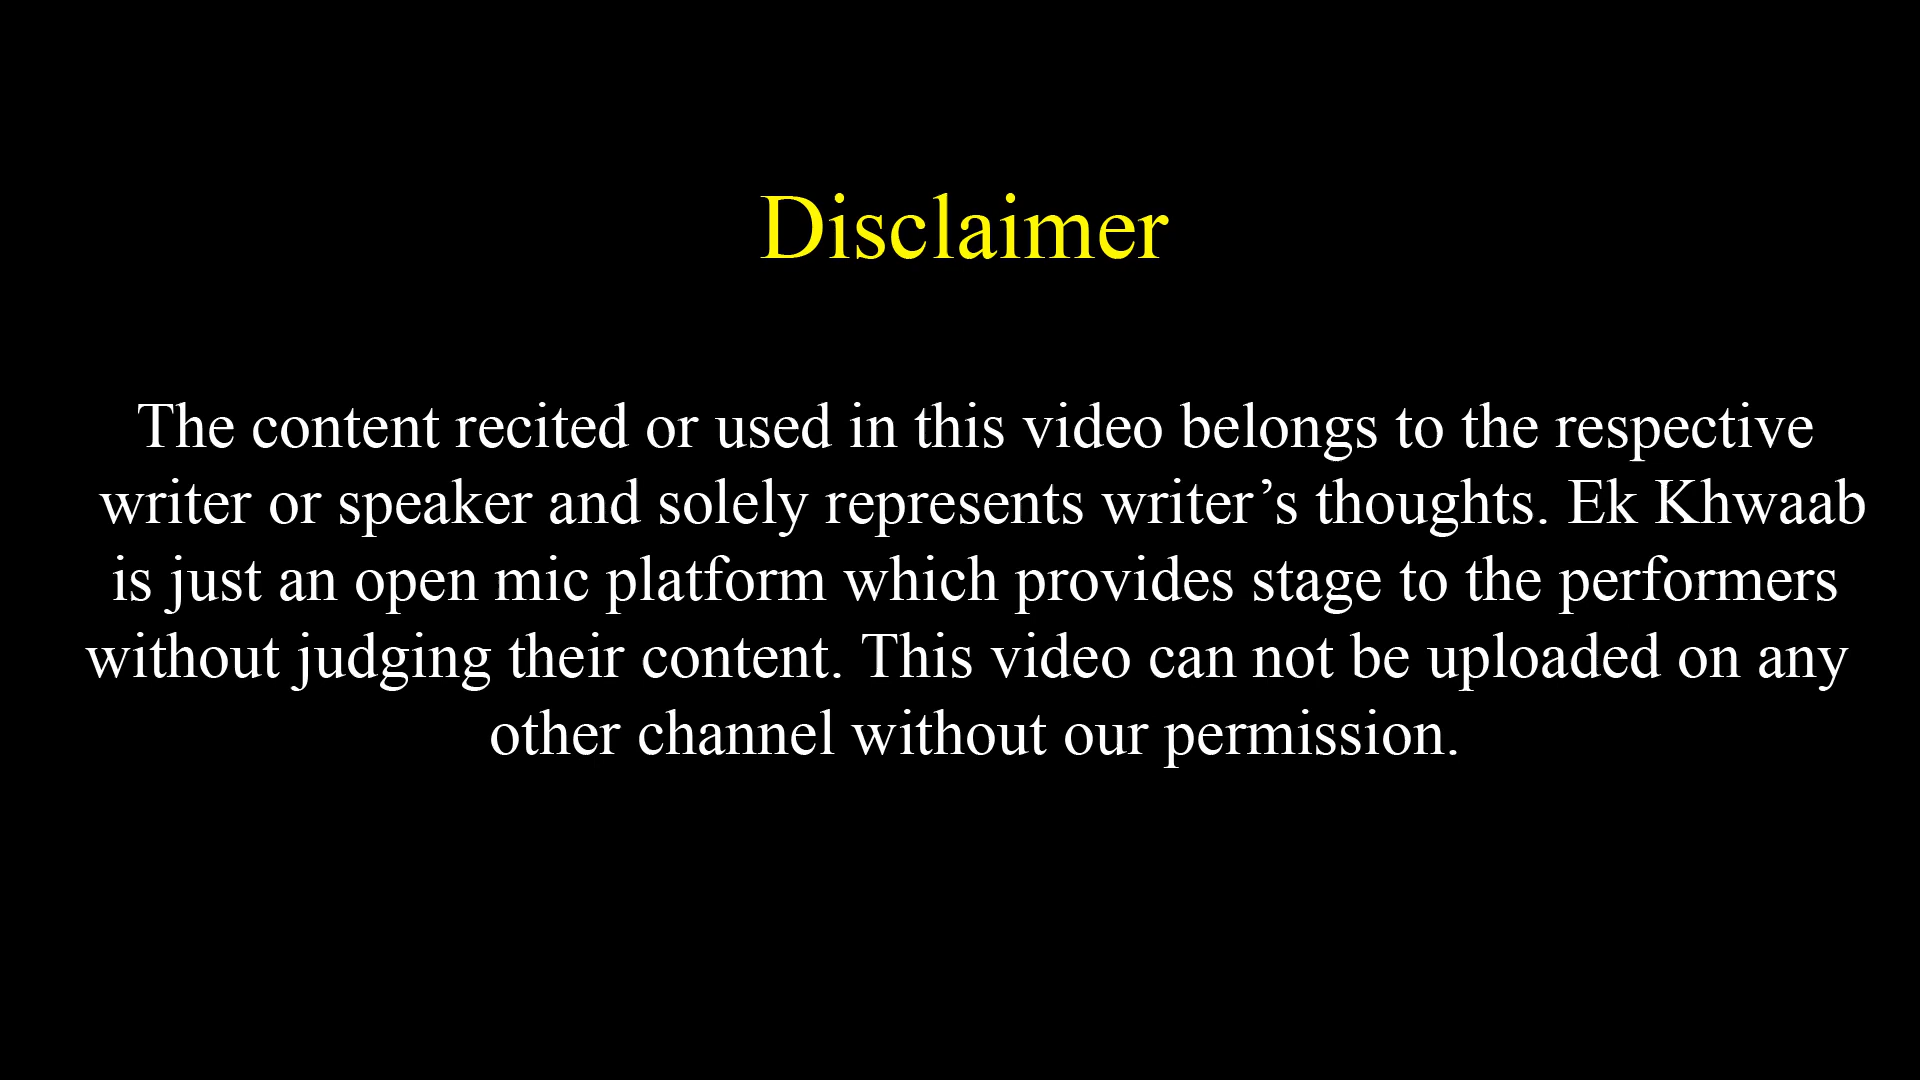 Disclaimer
The content recited or used in this video belongs to the respective
writer or speaker and solely represents writer’s thoughts. Ek Khwaab
is just an open mic platform which provides stage to the performers
without judging their content. This video can not be uploaded on any
other channel without our permission.